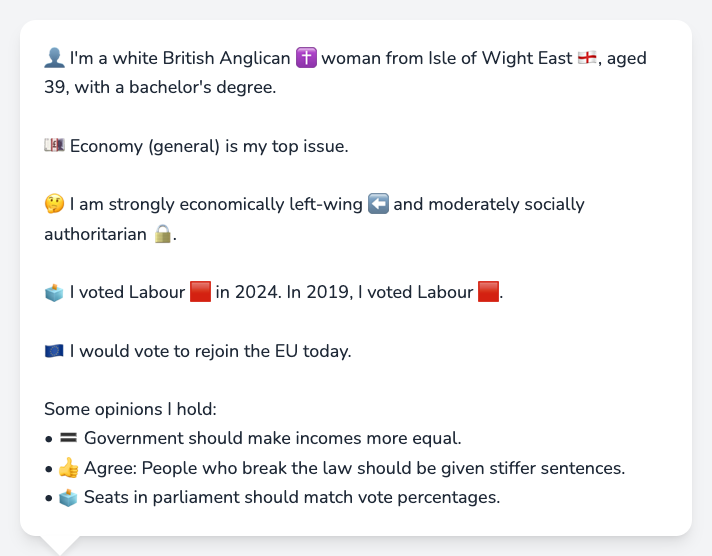 👤 I'm a white British Anglican ✝️ woman from Isle of Wight East 🏴󠁧󠁢󠁥󠁮󠁧󠁿, aged
39, with a bachelor's degree.
💷 Economy (general) is my top issue.
🤔 I am strongly economically left-wing ⬅️ and moderately socially
authoritarian 🔒.
🗳️ I voted Labour 🟥 in 2024. In 2019, I voted Labour 🟥.
🇪🇺 I would vote to rejoin the EU today.
Some opinions I hold:
• 🟰 Government should make incomes more equal.
• 👍 Agree: People who break the law should be given stiffer sentences.
• 🗳️ Seats in parliament should match vote percentages.